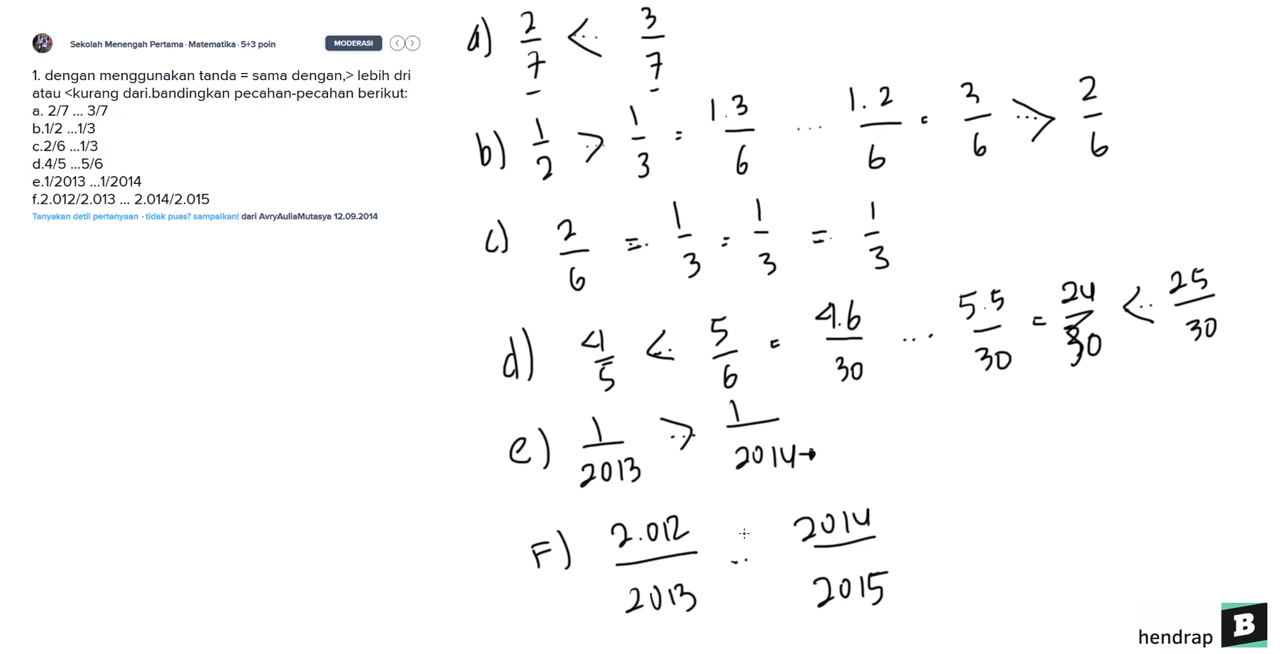 Sekolah Menengah Pertama · Matematika · 5+3 poin
MODERASI
1. dengan menggunakan tanda = sama dengan,> lebih dri
atau <kurang dari.bandingkan pecahan-pecahan berikut:
a. 2/7 ... 3/7
b.1/2 ...1/3
c.2/6 ...1/3
d.4/5 ...5/6
e.1/2013 ...1/2014
f.2.012/2.013 ... 2.014/2.015
Tanyakan detil pertanyaan · tidak puas? sampaikan! dari AvryAuliaMutasya 12.09.2014
a) 2/7 < 3/7
b) 1/2 > 1/3 = 1.3/6 ... 1.2/6 = 3/6 > 2/6
c) 2/6 = 1/3 = 1/3 = 1/3
d) 4/5 < 5/6 = 4.6/30 ... 5.5/30 = 24/30 < 25/30
e) 1/2013 > 1/2014
F) 2.012/2013 .. 2014/2015
hendrap B